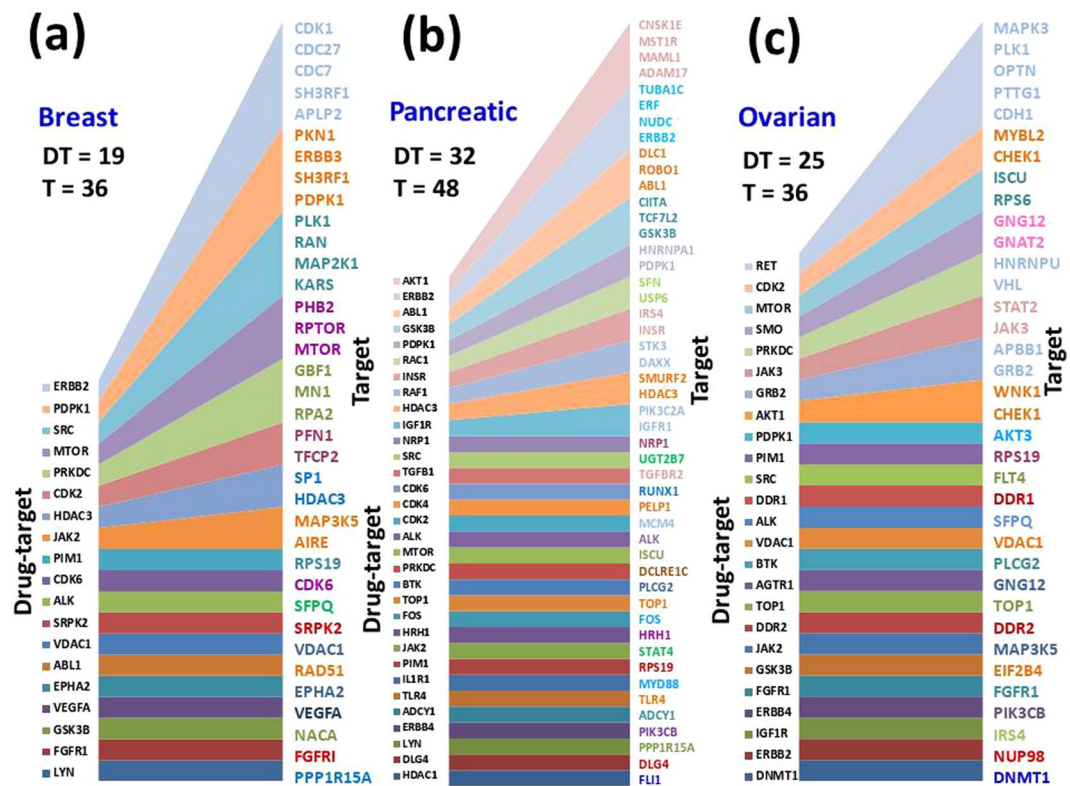 (a)
Breast
DT = 19
T = 36
Drug-target
ERBB2
PDPK1
SRC
MTOR
PRKDC
CDK2
HDAC3
JAK2
PIM1
CDK6
ALK
SRPK2
VDAC1
ABL1
EPHA2
VEGFA
GSK3B
FGFR1
LYN
CDK1
CDC27
CDC7
SH3RF1
APLP2
PKN1
ERBB3
SH3RF1
PDPK1
PLK1
RAN
MAP2K1
KARS
PHB2
RPTOR
MTOR
GBF1
MN1
RPA2
PFN1
TFCP2
SP1
HDAC3
MAP3K5
AIRE
RPS19
CDK6
SFPQ
SRPK2
VDAC1
RAD51
EPHA2
VEGFA
NACA
FGFRI
PPP1R15A
Target
(b)
Pancreatic
DT = 32
T = 48
Drug-target
AKT1
ERBB2
ABL1
GSK3B
PDPK1
RAC1
INSR
RAF1
HDAC3
IGF1R
NRP1
SRC
TGFB1
CDK6
CDK4
CDK2
ALK
MTOR
PRKDC
BTK
TOP1
FOS
HRH1
JAK2
PIM1
IL1R1
TLR4
ADCY1
ERBB4
LYN
DLG4
HDAC1
CNSK1E
MST1R
MAML1
ADAM17
TUBA1C
ERF
NUDC
ERBB2
DLC1
ROBO1
ABL1
CIITA
TCF7L2
GSK3B
HNRNPA1
PDPK1
SFN
USP6
IRS4
INSR
STK3
DAXX
SMURF2
HDAC3
PIK3C2A
IGFR1
NRP1
UGT2B7
TGFBR2
RUNX1
PELP1
MCM4
ALK
ISCU
DCLRE1C
PLCG2
TOP1
FOS
HRH1
STAT4
RPS19
MYD88
TLR4
ADCY1
PIK3CB
PPP1R15A
DLG4
FLI1
Target
(c)
Ovarian
DT = 25
T = 36
Drug-target
RET
CDK2
MTOR
SMO
PRKDC
JAK3
GRB2
AKT1
PDPK1
PIM1
SRC
DDR1
ALK
VDAC1
BTK
AGTR1
TOP1
DDR2
JAK2
GSK3B
FGFR1
ERBB4
IGF1R
ERBB2
DNMT1
MAPK3
PLK1
OPTN
PTTG1
CDH1
MYBL2
CHEK1
ISCU
RPS6
GNG12
GNAT2
HNRNPU
VHL
STAT2
JAK3
APBB1
GRB2
WNK1
CHEK1
AKT3
RPS19
FLT4
DDR1
SFPQ
VDAC1
PLCG2
GNG12
TOP1
DDR2
MAP3K5
EIF2B4
FGFR1
PIK3CB
IRS4
NUP98
DNMT1
Target